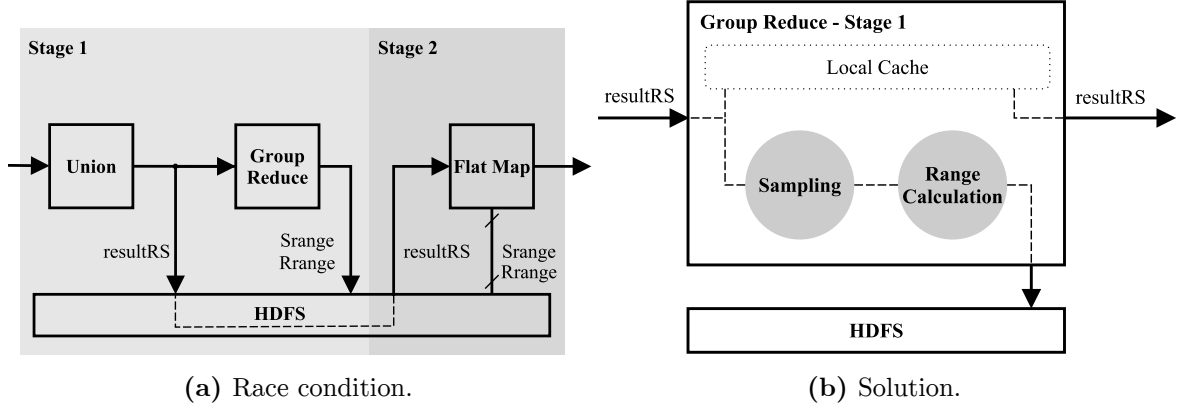 Stage 1
Stage 2
Union
Group
Reduce
Flat Map
resultRS
Srange
Rrange
resultRS
Srange
Rrange
HDFS
(a) Race condition.
Group Reduce - Stage 1
Local Cache
resultRS
resultRS
Sampling
Range
Calculation
HDFS
(b) Solution.